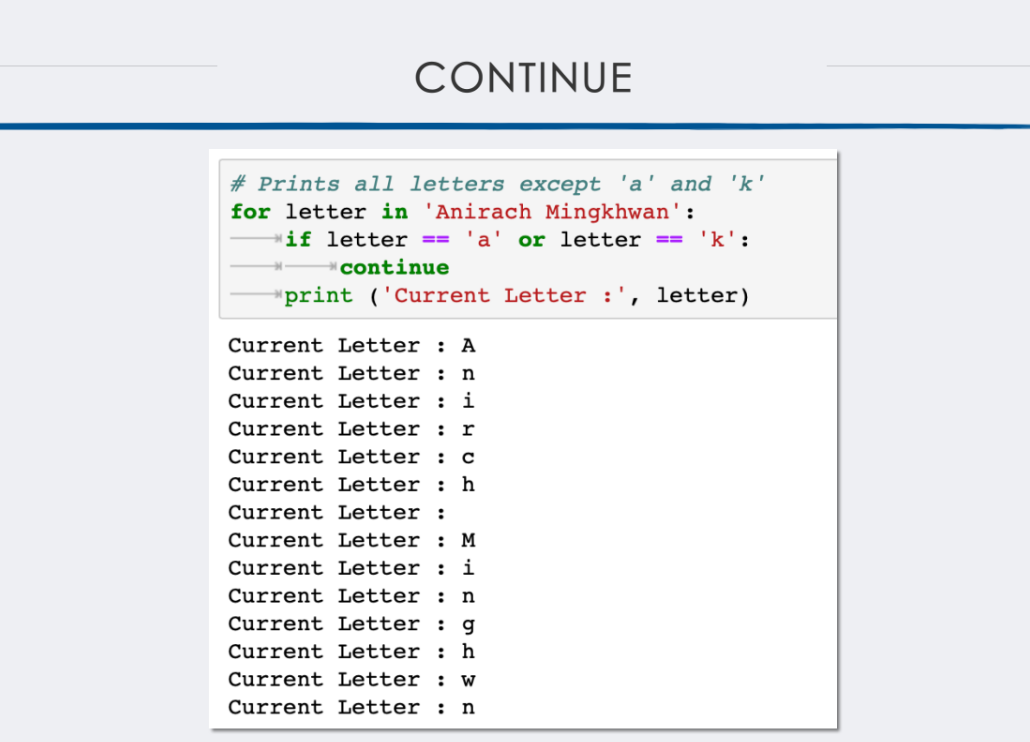 CONTINUE
# Prints all letters except 'a' and 'k'
for letter in 'Anirach Mingkhwan':
if letter == 'a' or letter == 'k':
continue
print ('Current Letter :', letter)
Current Letter : A
Current Letter : n
Current Letter : i
Current Letter : r
Current Letter : c
Current Letter : h
Current Letter :
Current Letter : M
Current Letter : i
Current Letter : n
Current Letter : g
Current Letter : h
Current Letter : w
Current Letter : n